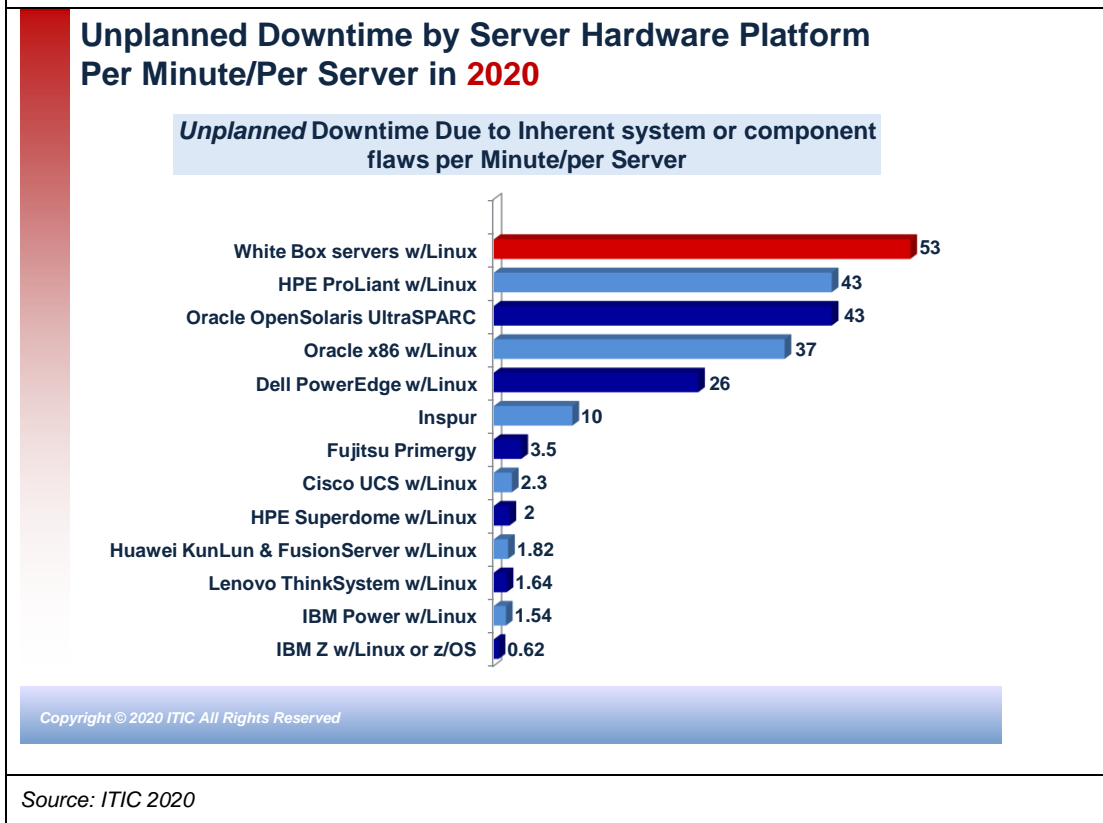 Unplanned Downtime by Server Hardware Platform
Per Minute/Per Server in 2020
Unplanned Downtime Due to Inherent system or component
flaws per Minute/per Server
White Box servers w/Linux 53
HPE ProLiant w/Linux 43
Oracle OpenSolaris UltraSPARC 43
Oracle x86 w/Linux 37
Dell PowerEdge w/Linux 26
Inspur 10
Fujitsu Primergy 3.5
Cisco UCS w/Linux 2.3
HPE Superdome w/Linux 2
Huawei KunLun & FusionServer w/Linux 1.82
Lenovo ThinkSystem w/Linux 1.64
IBM Power w/Linux 1.54
IBM Z w/Linux or z/OS 0.62
Copyright © 2020 ITIC All Rights Reserved
Source: ITIC 2020